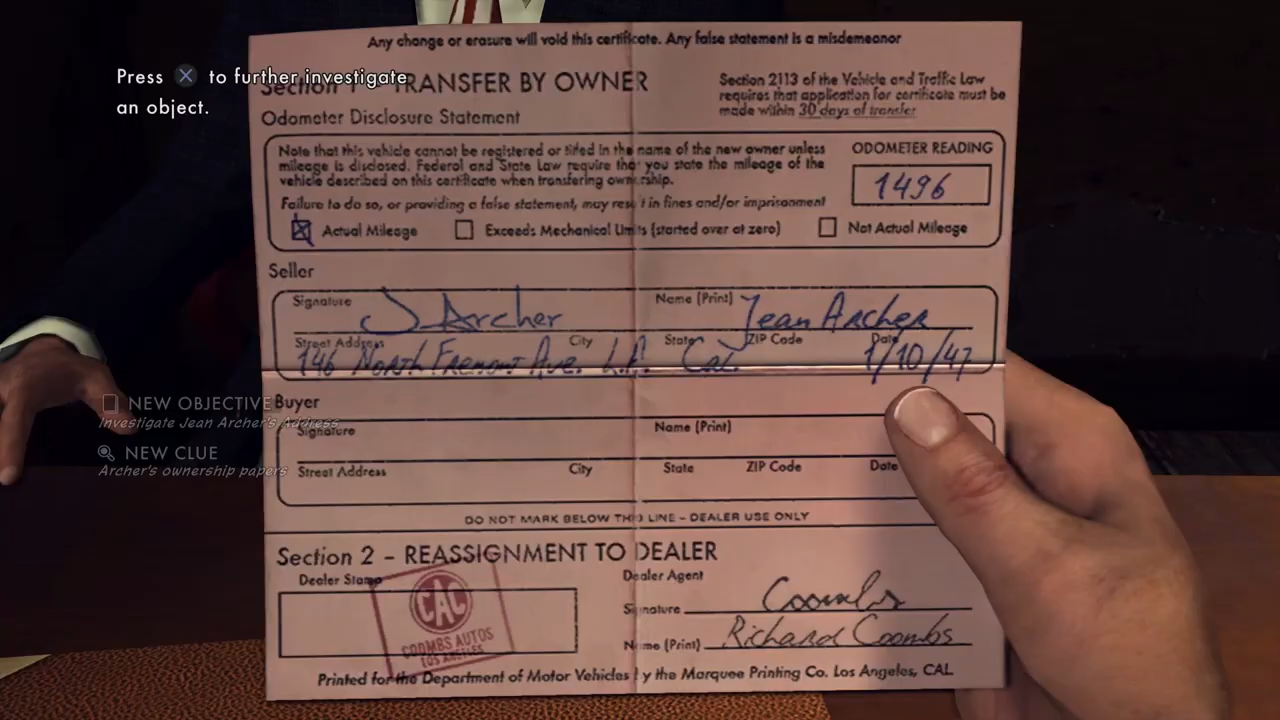 Any change or erasure will void this certificate. Any false statement is a misdemeanor
Press X to further investigate
an object.
Section 1 - TRANSFER BY OWNER
Section 2113 of the Vehicle and Traffic Law
requires that application for certificate must be
made within 30 days of transfer
Odometer Disclosure Statement
Note that this vehicle cannot be registered or titled in the name of the new owner unless
mileage is disclosed. Federal and State Law require that you state the mileage of the
vehicle described on this certificate when transferring ownership.
Failure to do so, or providing a false statement, may result in fines and/or imprisonment
ODOMETER READING
1496
Actual Mileage
Exceeds Mechanical Limits (started over at zero)
Not Actual Mileage
Seller
Signature J Archer Name (Print) Jean Archer
Street Address City State ZIP Code Date
146 North Fremont Ave. L.A. Cal. 1/10/47
NEW OBJECTIVE
Investigate Jean Archer's Address
NEW CLUE
Archer's ownership papers
Buyer
Signature Name (Print)
Street Address City State ZIP Code Date
DO NOT MARK BELOW THIS LINE - DEALER USE ONLY
Section 2 - REASSIGNMENT TO DEALER
Dealer Stamp
CAC
COOMBS AUTOS
LOS ANGELES
Dealer Agent
Signature Coombs
Name (Print) Richard Coombs
Printed for the Department of Motor Vehicles by the Marquee Printing Co. Los Angeles, CAL